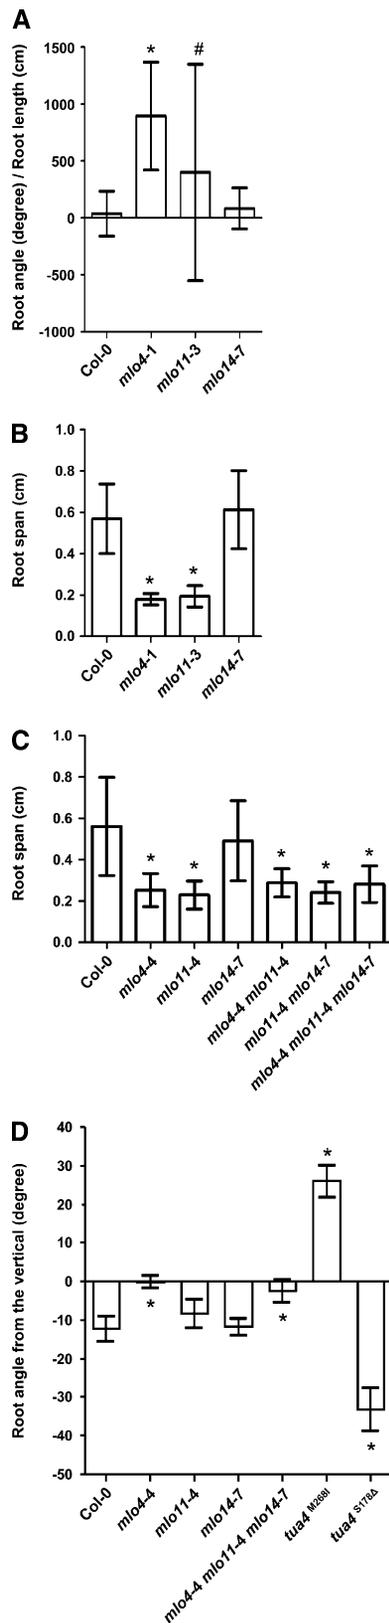 A
Root angle (degree) / Root length (cm)
1500
1000
500
0
-500
-1000
*
#
Col-0
mlo4-1
mlo11-3
mlo14-7
B
Root span (cm)
1.0
0.8
0.6
0.4
0.2
0.0
*
*
Col-0
mlo4-1
mlo11-3
mlo14-7
C
Root span (cm)
1.0
0.8
0.6
0.4
0.2
0.0
*
*
*
*
*
Col-0
mlo4-4
mlo11-4
mlo14-7
mlo4-4 mlo11-4
mlo11-4 mlo14-7
mlo4-4 mlo11-4 mlo14-7
D
Root angle from the vertical (degree)
40
30
20
10
0
-10
-20
-30
-40
-50
*
*
*
*
Col-0
mlo4-4
mlo11-4
mlo14-7
mlo4-4 mlo11-4 mlo14-7
tua4 M268I
tua4 S178Δ